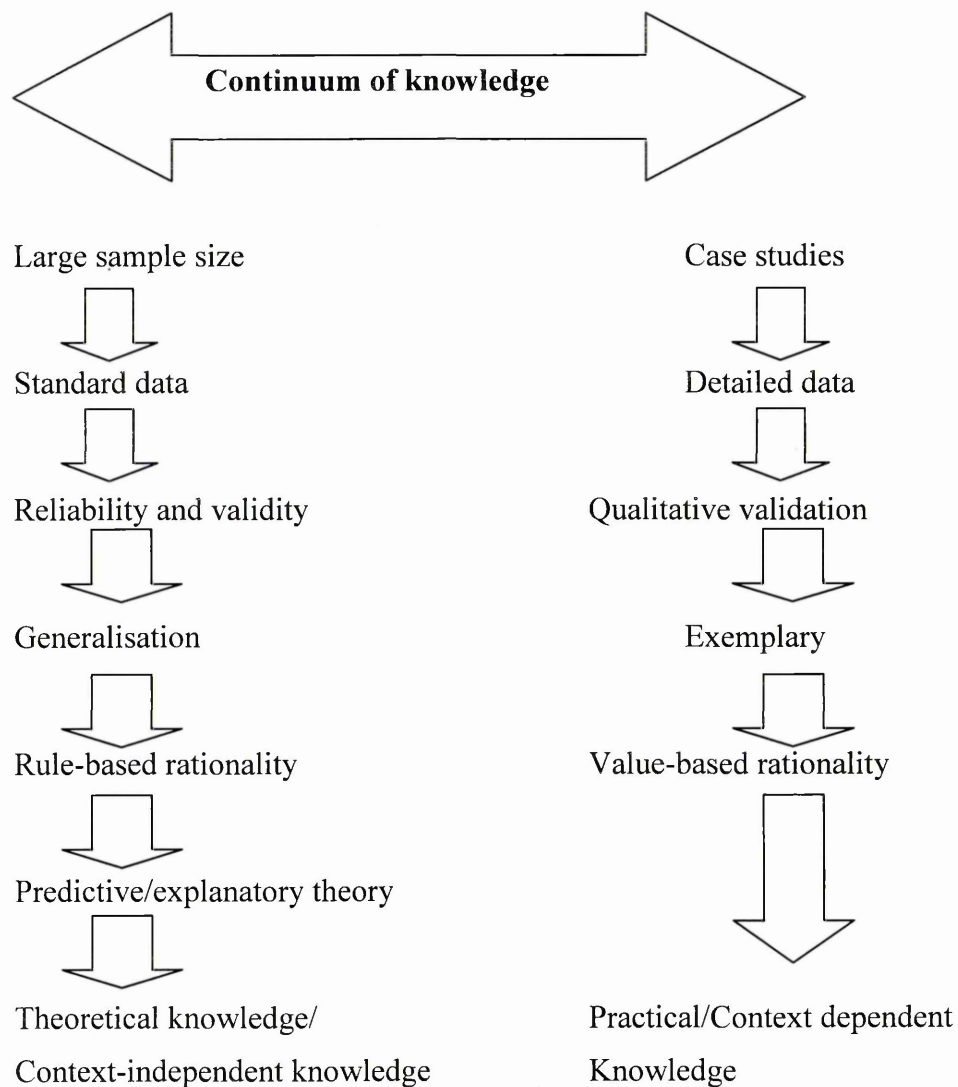 Continuum of knowledge
Large sample size
Case studies
Standard data
Detailed data
Reliability and validity
Qualitative validation
Generalisation
Exemplary
Rule-based rationality
Value-based rationality
Predictive/explanatory theory
Theoretical knowledge/
Context-independent knowledge
Practical/Context dependent
Knowledge